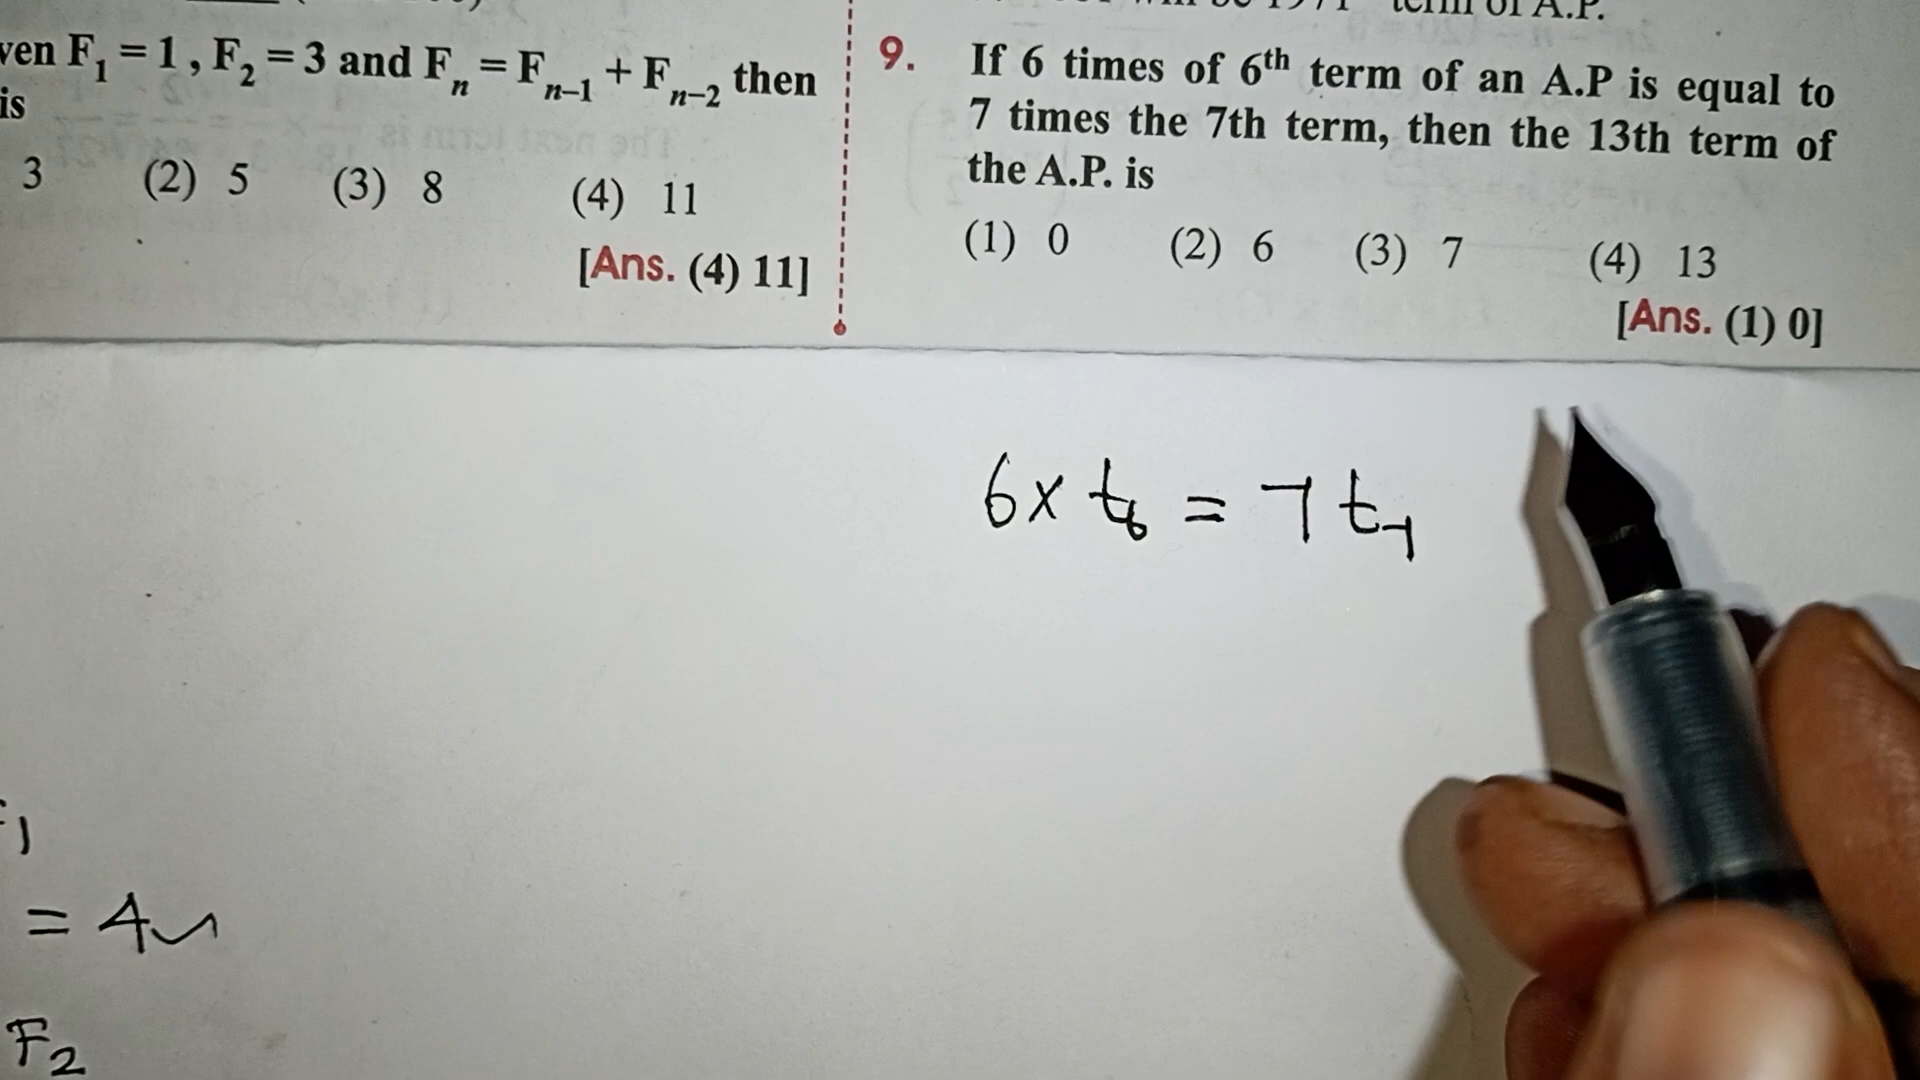 ven F₁ = 1, F₂ = 3 and Fₙ = Fₙ₋₁ + Fₙ₋₂ then
is
3 (2) 5 (3) 8 (4) 11
[Ans. (4) 11]
term of A.P.
9. If 6 times of 6th term of an A.P is equal to
7 times the 7th term, then the 13th term of
the A.P. is
(1) 0 (2) 6 (3) 7 (4) 13
[Ans. (1) 0]
6 × t₆ = 7 t₇
1
= 4
F₂